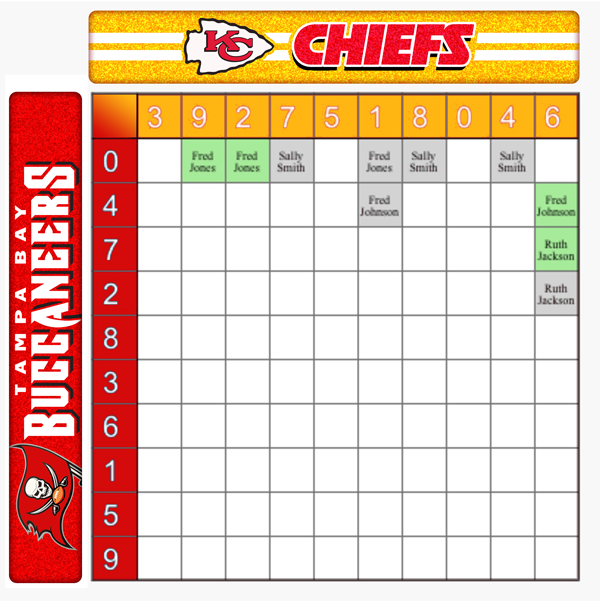 KC CHIEFS
TAMPA BAY
BUCCANEERS
3 9 2 7 5 1 8 0 4 6
0 Fred Jones Fred Jones Sally Smith Fred Jones Sally Smith Sally Smith
4 Fred Johnson Fred Johnson
7 Ruth Jackson
2 Ruth Jackson
8
3
6
1
5
9